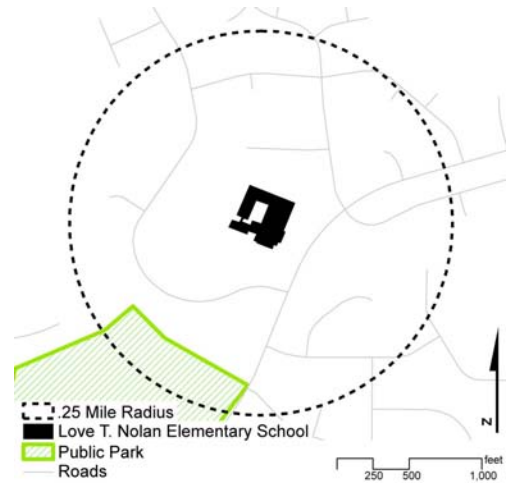 .25 Mile Radius
Love T. Nolan Elementary School
Public Park
Roads
N
feet
250 500 1,000